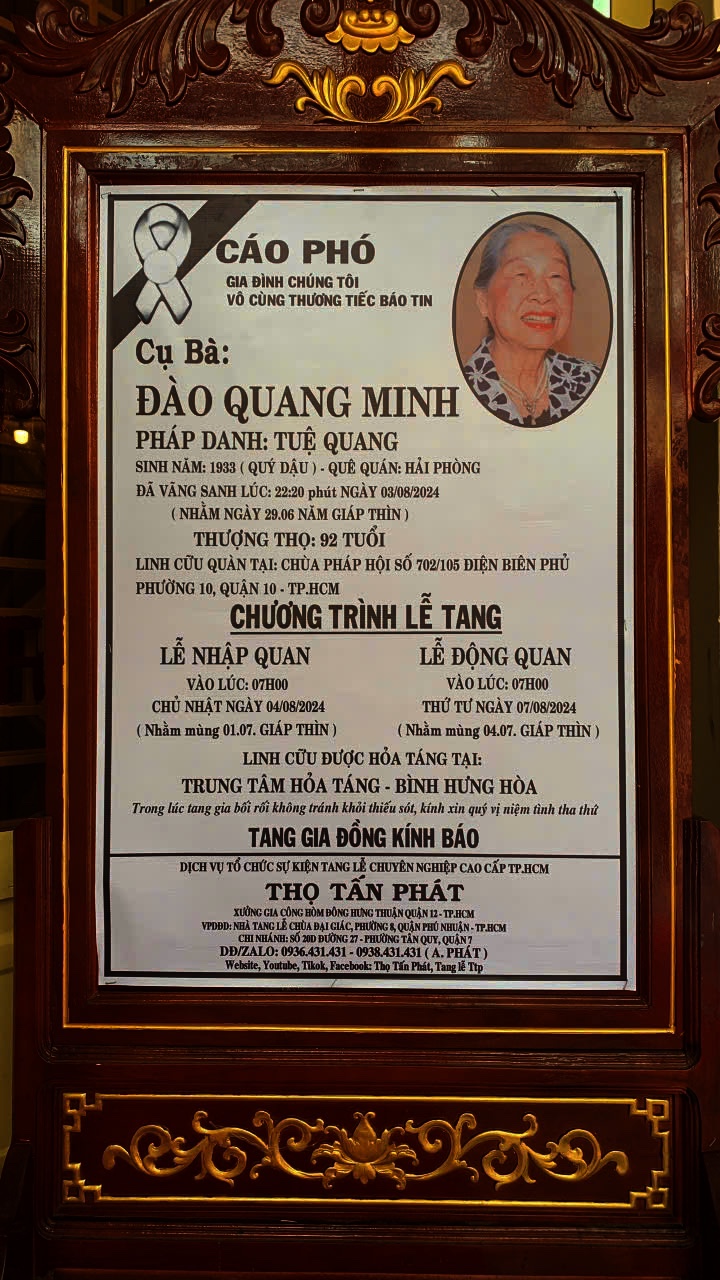 CÁO PHÓ
GIA ĐÌNH CHÚNG TÔI
VÔ CÙNG THƯƠNG TIẾC BÁO TIN
Cụ Bà:
ĐÀO QUANG MINH
PHÁP DANH: TUỆ QUANG
SINH NĂM: 1933 ( QUÝ DẬU ) - QUÊ QUÁN: HẢI PHÒNG
ĐÃ VÃNG SANH LÚC: 22:20 phút NGÀY 03/08/2024
( NHẰM NGÀY 29.06 NĂM GIÁP THÌN )
THƯỢNG THỌ: 92 TUỔI
LINH CỮU QUÀN TẠI: CHÙA PHÁP HỘI SỐ 702/105 ĐIỆN BIÊN PHỦ
PHƯỜNG 10, QUẬN 10 - TP.HCM
CHƯƠNG TRÌNH LỄ TANG
LỄ NHẬP QUAN
VÀO LÚC: 07H00
CHỦ NHẬT NGÀY 04/08/2024
( Nhằm mùng 01.07. GIÁP THÌN )
LỄ ĐỘNG QUAN
VÀO LÚC: 07H00
THỨ TƯ NGÀY 07/08/2024
( Nhằm mùng 04.07. GIÁP THÌN )
LINH CỮU ĐƯỢC HỎA TÁNG TẠI:
TRUNG TÂM HỎA TÁNG - BÌNH HƯNG HÒA
Trong lúc tang gia bối rối không tránh khỏi thiếu sót, kính xin quý vị niệm tình tha thứ
TANG GIA ĐỒNG KÍNH BÁO
DỊCH VỤ TỔ CHỨC SỰ KIỆN TANG LỄ CHUYÊN NGHIỆP CAO CẤP TP.HCM
THỌ TẤN PHÁT
XƯỞNG GIA CÔNG HÒM ĐÔNG HƯNG THUẬN QUẬN 12 - TP.HCM
VPĐDĐ: NHÀ TANG LỄ CHÙA ĐẠI GIÁC, PHƯỜNG 8, QUẬN PHÚ NHUẬN - TP.HCM
CHI NHÁNH: SỐ 20D ĐƯỜNG 27 - PHƯỜNG TÂN QUY, QUẬN 7
DĐ/ZALO: 0936.431.431 - 0938.431.431 ( A. PHÁT )
Website, Youtube, Tikok, Facebook: Thọ Tấn Phát, Tang lễ Ttp